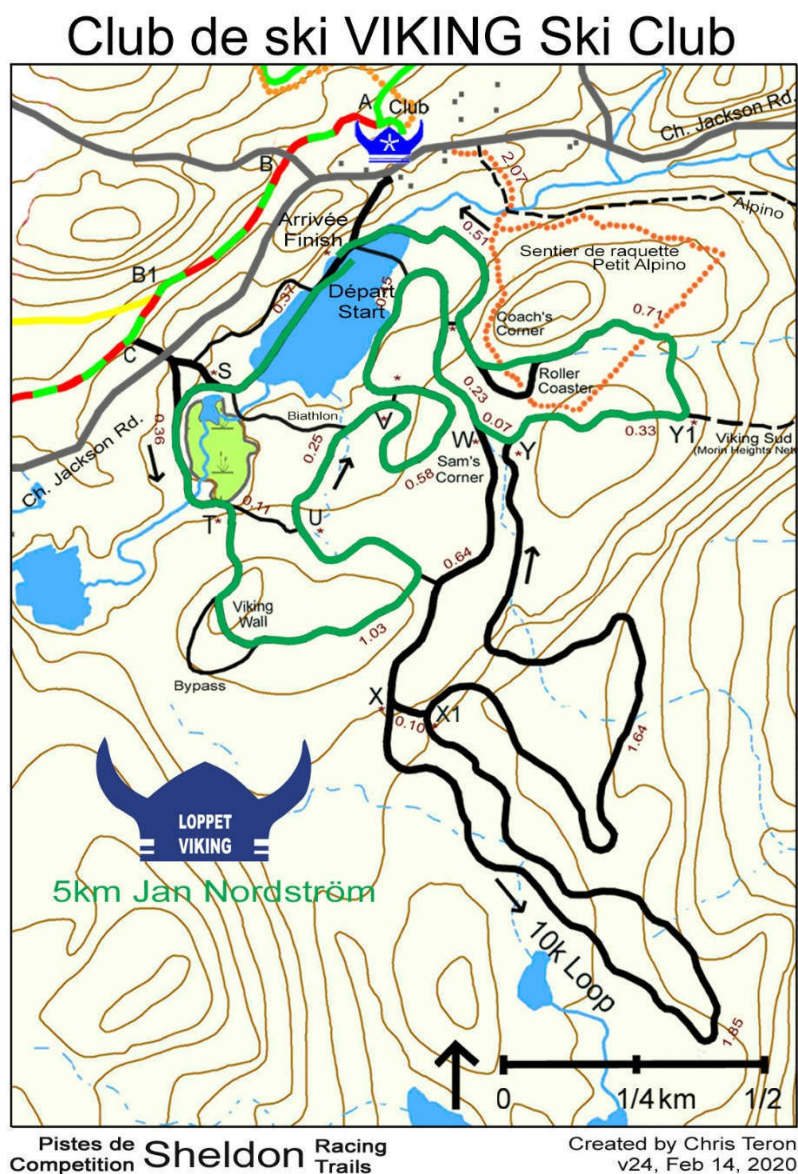 Club de ski VIKING Ski Club
A
Club
Ch. Jackson Rd.
B
2.07
Alpino
Arrivée
Finish
0.51
Sentier de raquette
Petit Alpino
B1
0.37
Départ
Start
0.71
Coach's
Corner
C
S
Roller
Coaster
0.23
0.36
Biathlon
0.07
0.33
Y1
Viking Sud
(Morin Heights Net
Ch. Jackson Rd.
0.25
V
W
Y
Sam's
Corner
0.58
0.11
T
U
0.64
Viking
Wall
1.03
Bypass
X
0.10
X1
1.64
LOPPET
VIKING
5km Jan Nordström
10k Loop
1.85
0
1/4 km
1/2
Pistes de
Competition
Sheldon
Racing
Trails
Created by Chris Teron
v24, Feb 14, 2020